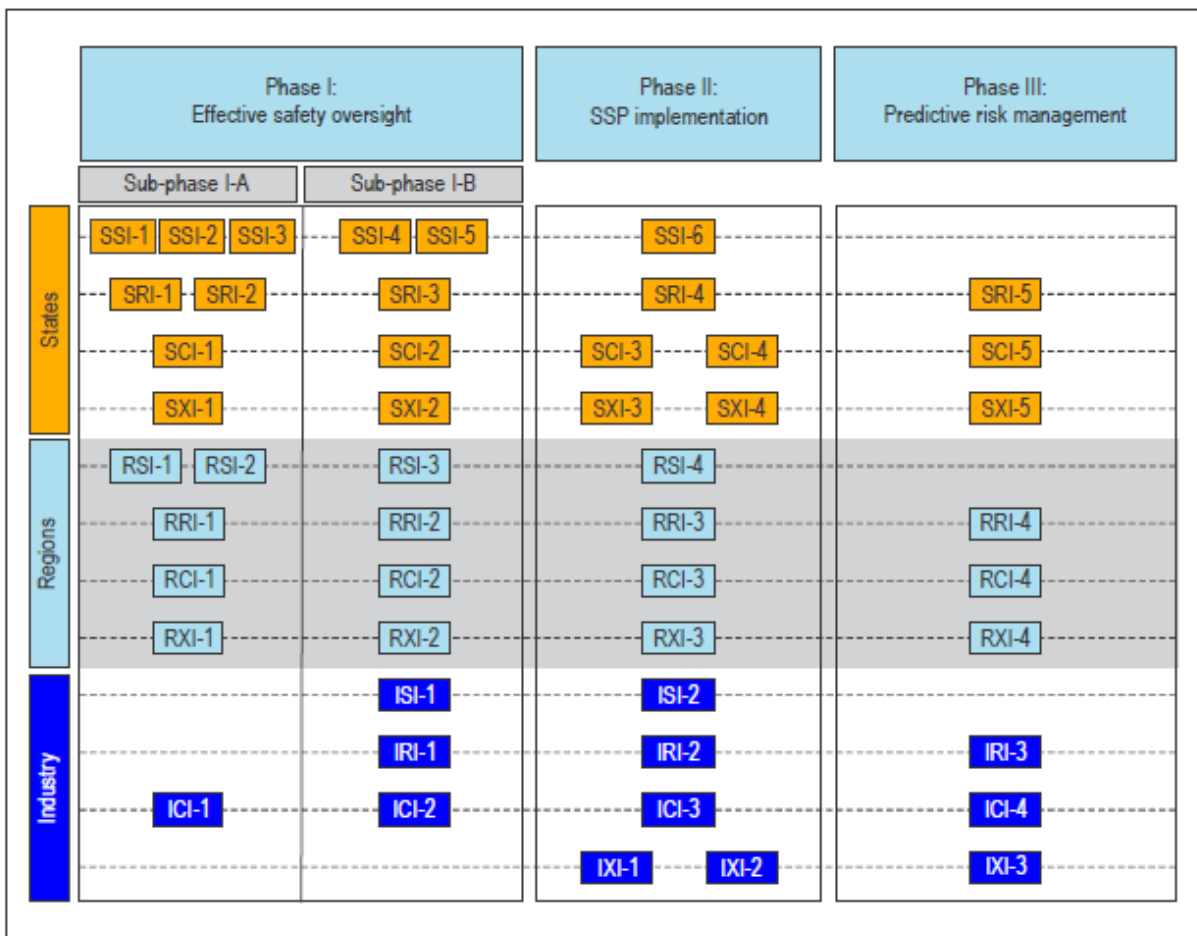 Phase I:
Effective safety oversight
Phase II:
SSP implementation
Phase III:
Predictive risk management
Sub-phase I-A
Sub-phase I-B
States
SSI-1 SSI-2 SSI-3 SSI-4 SSI-5 SSI-6
SRI-1 SRI-2 SRI-3 SRI-4 SRI-5
SCI-1 SCI-2 SCI-3 SCI-4 SCI-5
SXI-1 SXI-2 SXI-3 SXI-4 SXI-5
Regions
RSI-1 RSI-2 RSI-3 RSI-4
RRI-1 RRI-2 RRI-3 RRI-4
RCI-1 RCI-2 RCI-3 RCI-4
RXI-1 RXI-2 RXI-3 RXI-4
Industry
ISI-1 ISI-2
IRI-1 IRI-2 IRI-3
ICI-1 ICI-2 ICI-3 ICI-4
IXI-1 IXI-2 IXI-3